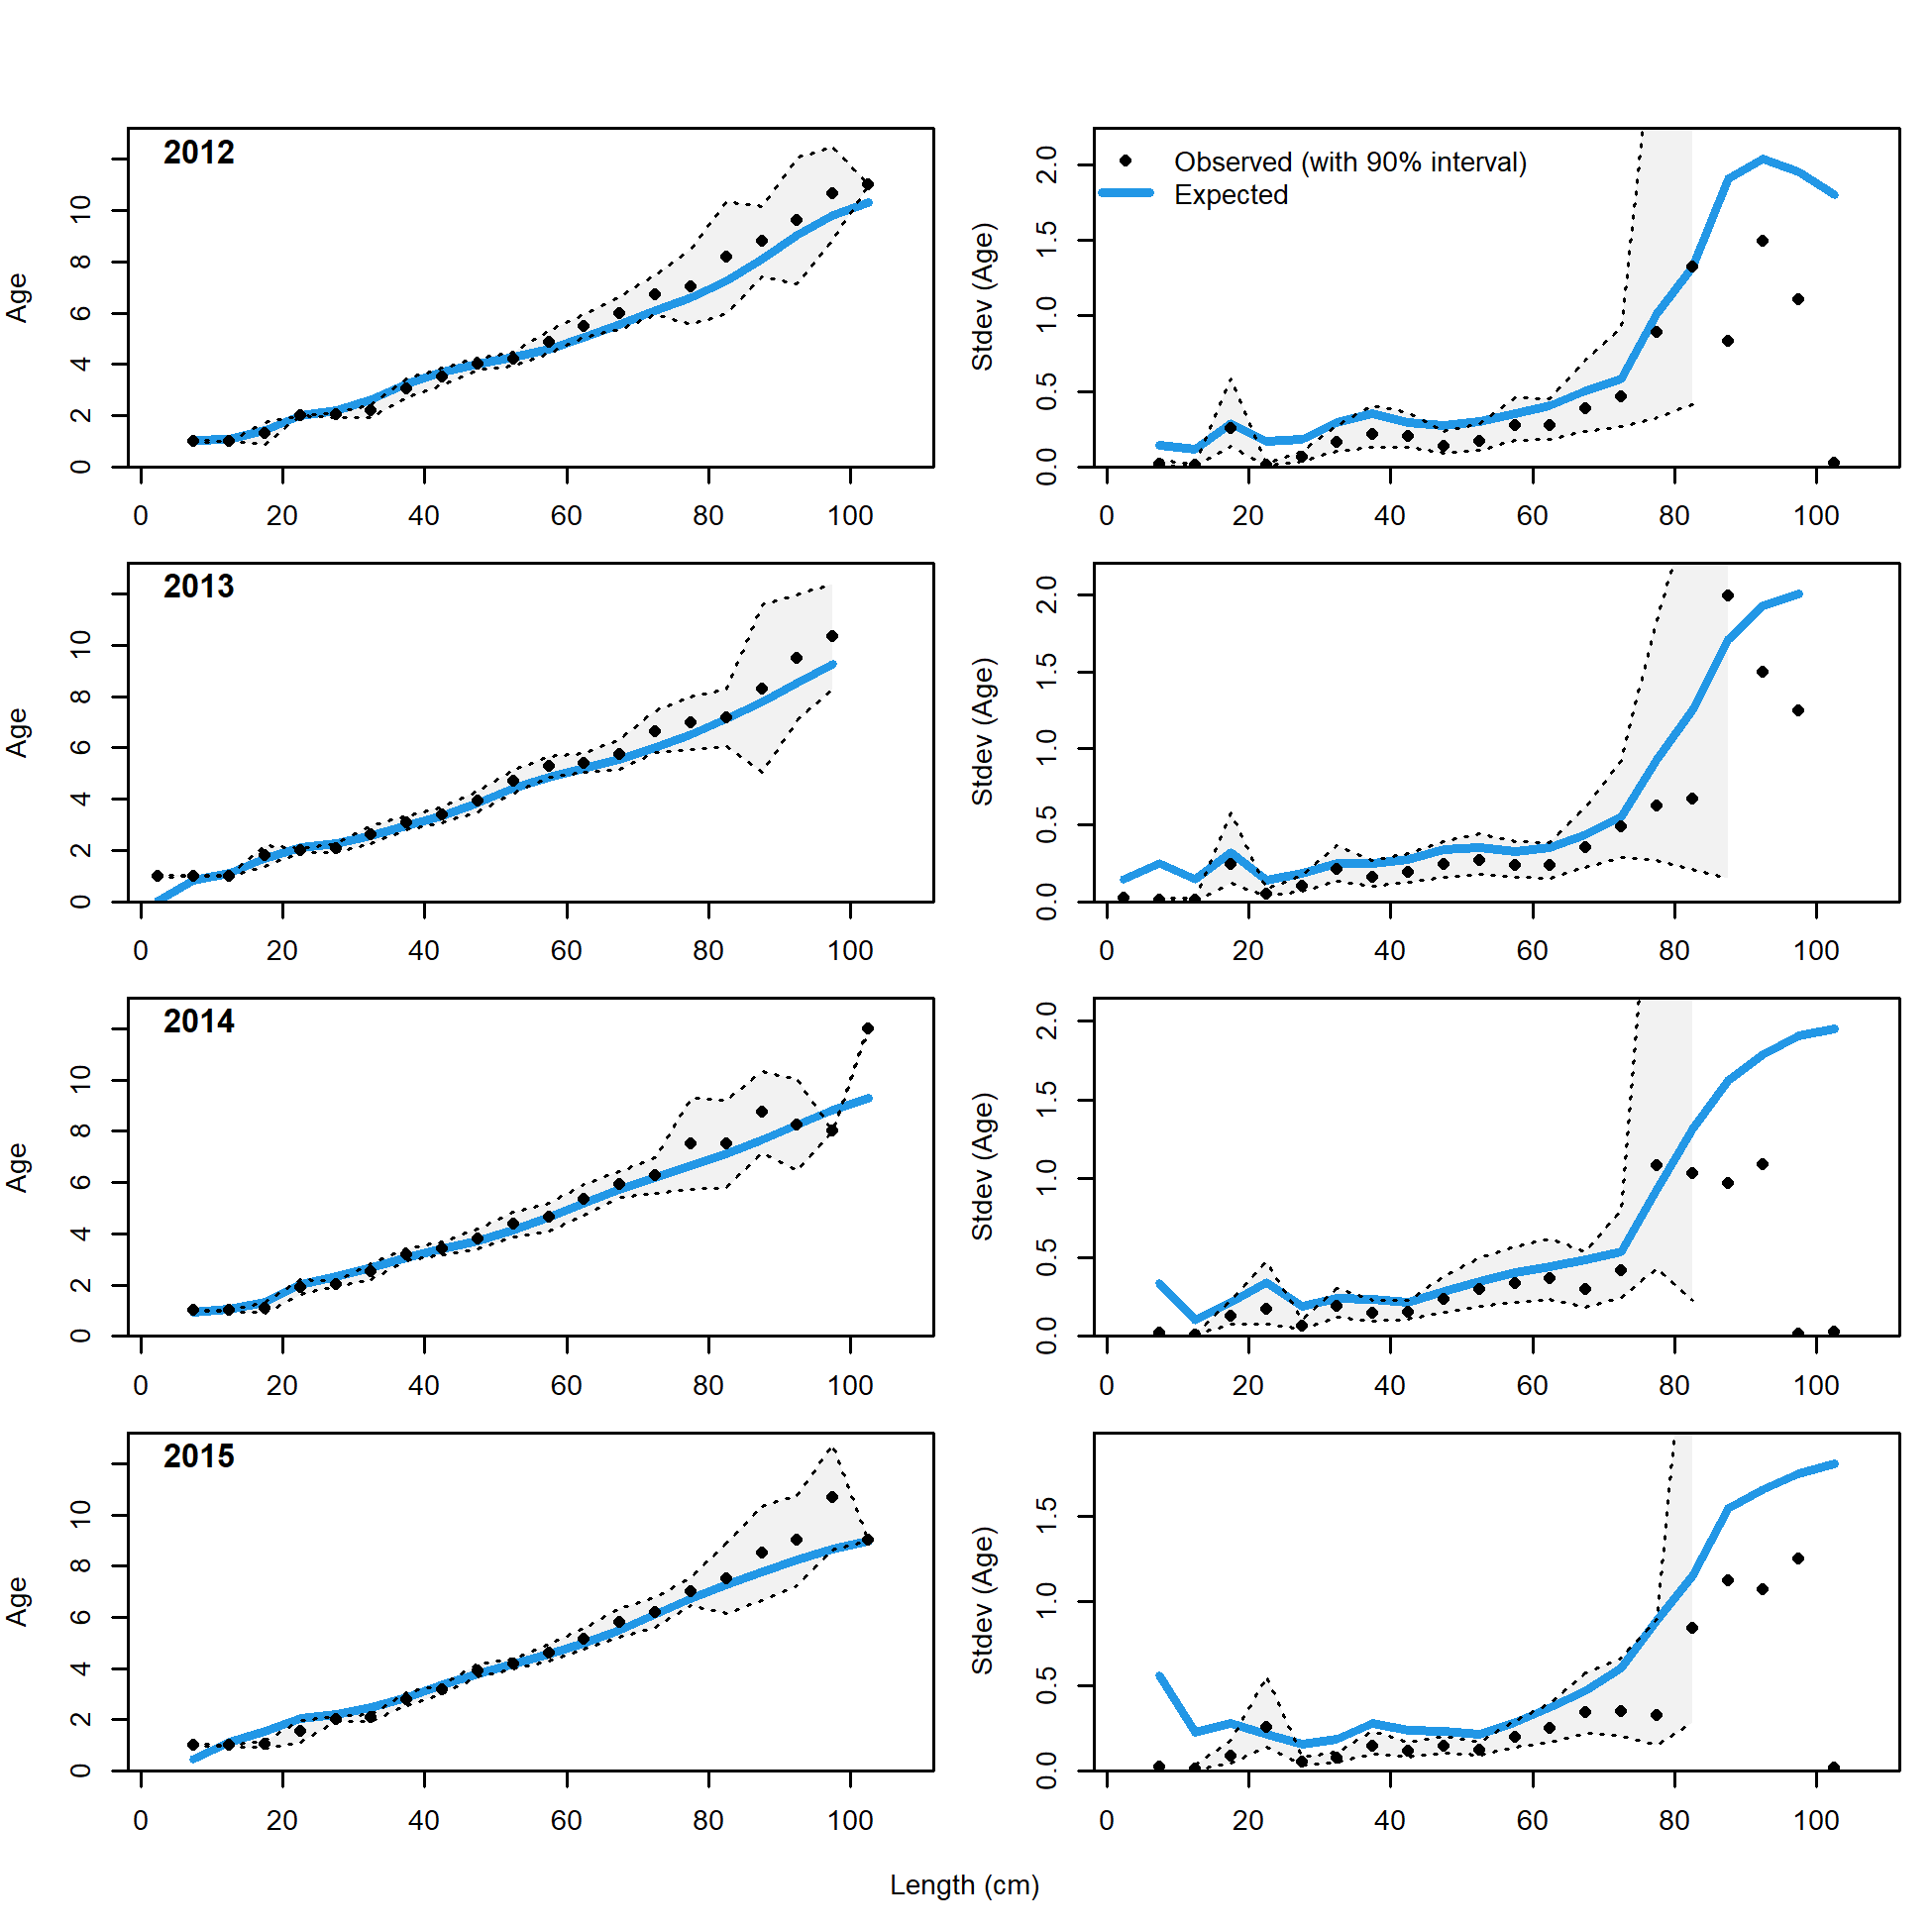 2012
Age
0 2 4 6 8 10
0 20 40 60 80 100
Observed (with 90% interval)
Expected
Stdev (Age)
0.0 0.5 1.0 1.5 2.0
0 20 40 60 80 100
2013
Age
0 2 4 6 8 10
0 20 40 60 80 100
Stdev (Age)
0.0 0.5 1.0 1.5 2.0
0 20 40 60 80 100
2014
Age
0 2 4 6 8 10
0 20 40 60 80 100
Stdev (Age)
0.0 0.5 1.0 1.5 2.0
0 20 40 60 80 100
2015
Age
0 2 4 6 8 10
0 20 40 60 80 100
Stdev (Age)
0.0 0.5 1.0 1.5
0 20 40 60 80 100
Length (cm)